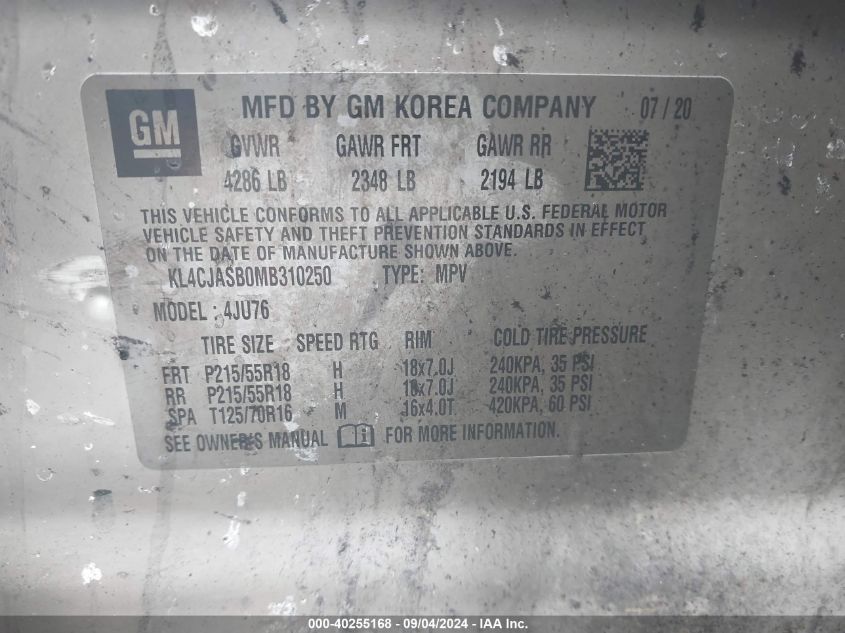 GM
MFD BY GM KOREA COMPANY 07 / 20
GVWR GAWR FRT GAWR RR
4286 LB 2348 LB 2194 LB
THIS VEHICLE CONFORMS TO ALL APPLICABLE U.S. FEDERAL MOTOR
VEHICLE SAFETY AND THEFT PREVENTION STANDARDS IN EFFECT
ON THE DATE OF MANUFACTURE SHOWN ABOVE.
KL4CJASB0MB310250 TYPE: MPV
MODEL : 4JU76
TIRE SIZE SPEED RTG RIM COLD TIRE PRESSURE
FRT P215/55R18 H 18x7.0J 240KPA, 35 PSI
RR P215/55R18 H 18x7.0J 240KPA, 35 PSI
SPA T125/70R16 M 16x4.0T 420KPA, 60 PSI
SEE OWNER'S MANUAL FOR MORE INFORMATION.
000-40255168 - 09/04/2024 - IAA Inc.